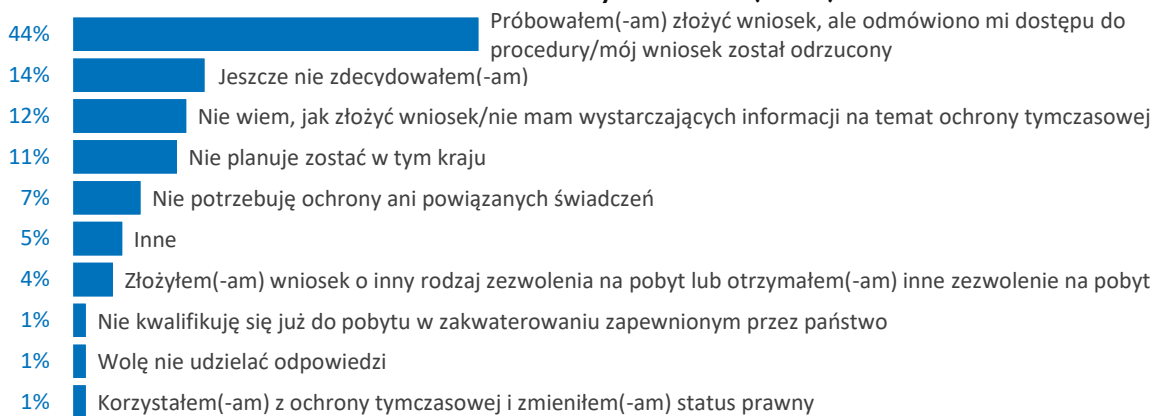 44% Próbowałem(-am) złożyć wniosek, ale odmówiono mi dostępu do
procedury/mój wniosek został odrzucony
14% Jeszcze nie zdecydowałem(-am)
12% Nie wiem, jak złożyć wniosek/nie mam wystarczających informacji na temat ochrony tymczasowej
11% Nie planuje zostać w tym kraju
7% Nie potrzebuję ochrony ani powiązanych świadczeń
5% Inne
4% Złożyłem(-am) wniosek o inny rodzaj zezwolenia na pobyt lub otrzymałem(-am) inne zezwolenie na pobyt
1% Nie kwalifikuję się już do pobytu w zakwaterowaniu zapewnionym przez państwo
1% Wolę nie udzielać odpowiedzi
1% Korzystałem(-am) z ochrony tymczasowej i zmieniłem(-am) status prawny